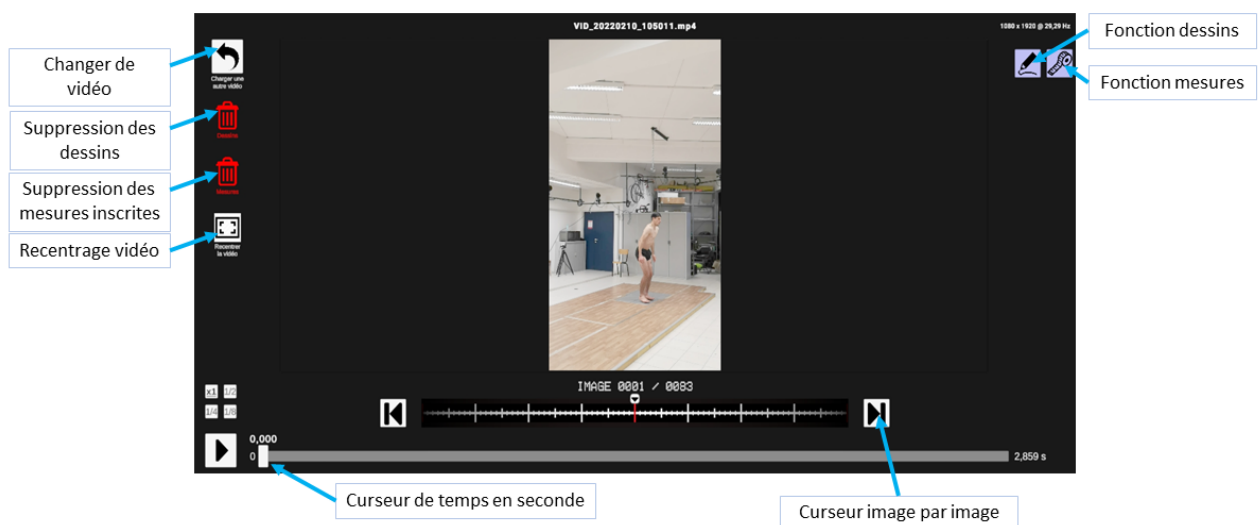 VID_20220210_105011.mp4
1080 x 1920 @ 29,29 Hz
Changer de
vidéo
Suppression des
dessins
Suppression des
mesures inscrites
Recentrage vidéo
Charger une
autre vidéo
Dessins
Mesures
Recentrer
la vidéo
Fonction dessins
Fonction mesures
IMAGE 0001 / 0083
x1 1/2
1/4 1/8
0,000
0
2,859 s
Curseur de temps en seconde
Curseur image par image